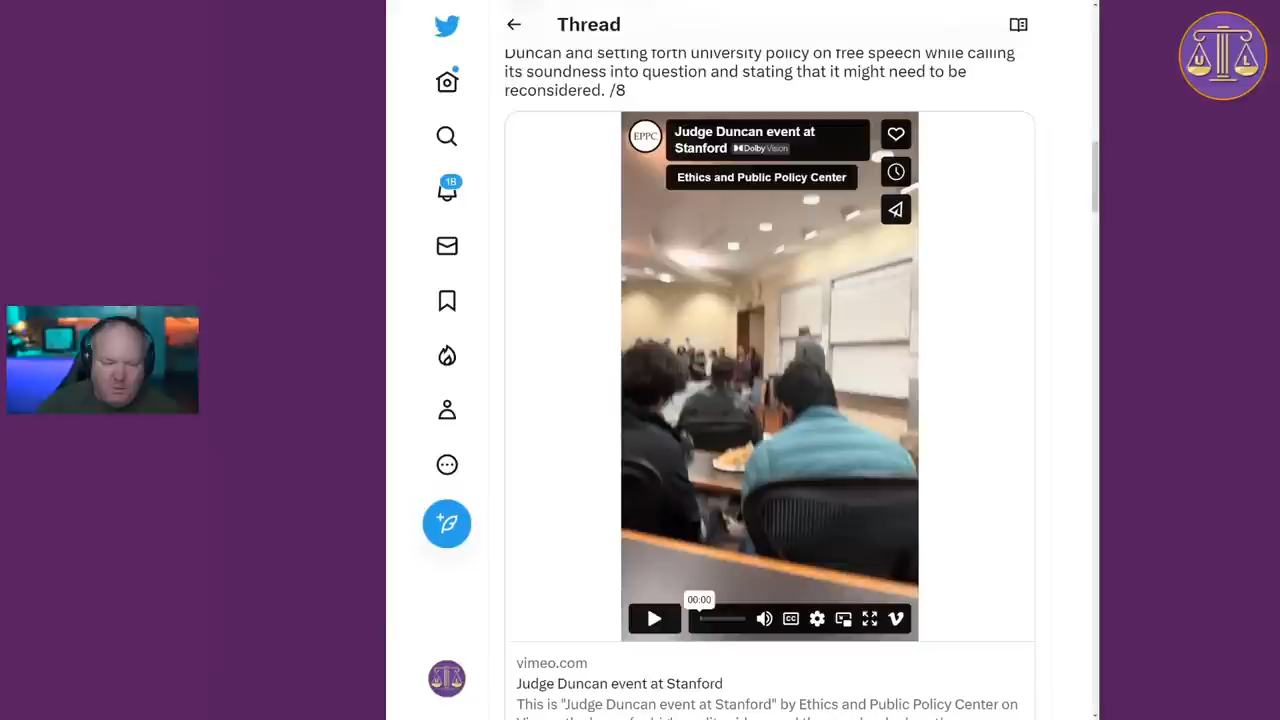 Thread
Duncan and setting forth university policy on free speech while calling
its soundness into question and stating that it might need to be
reconsidered. /8
EPPC
Judge Duncan event at
Stanford Dolby Vision
Ethics and Public Policy Center
18
00:00
CC
vimeo.com
Judge Duncan event at Stanford
This is "Judge Duncan event at Stanford" by Ethics and Public Policy Center on
U L